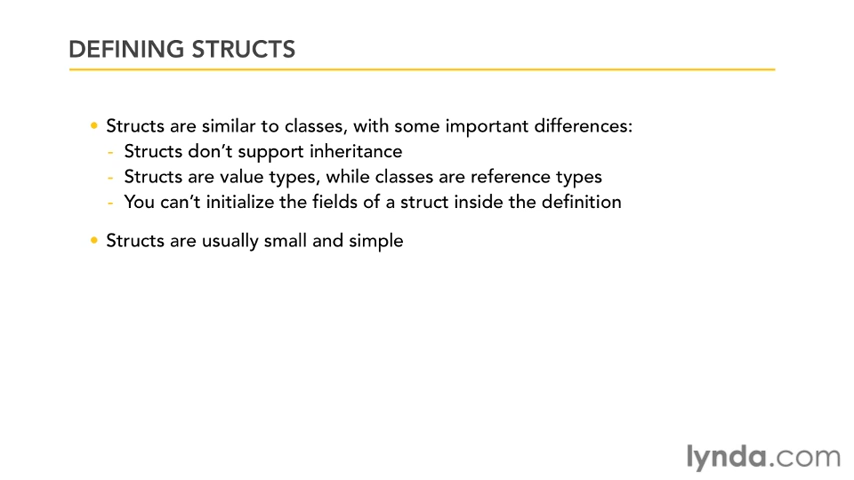 DEFINING STRUCTS
• Structs are similar to classes, with some important differences:
- Structs don’t support inheritance
- Structs are value types, while classes are reference types
- You can’t initialize the fields of a struct inside the definition
• Structs are usually small and simple
lynda.com